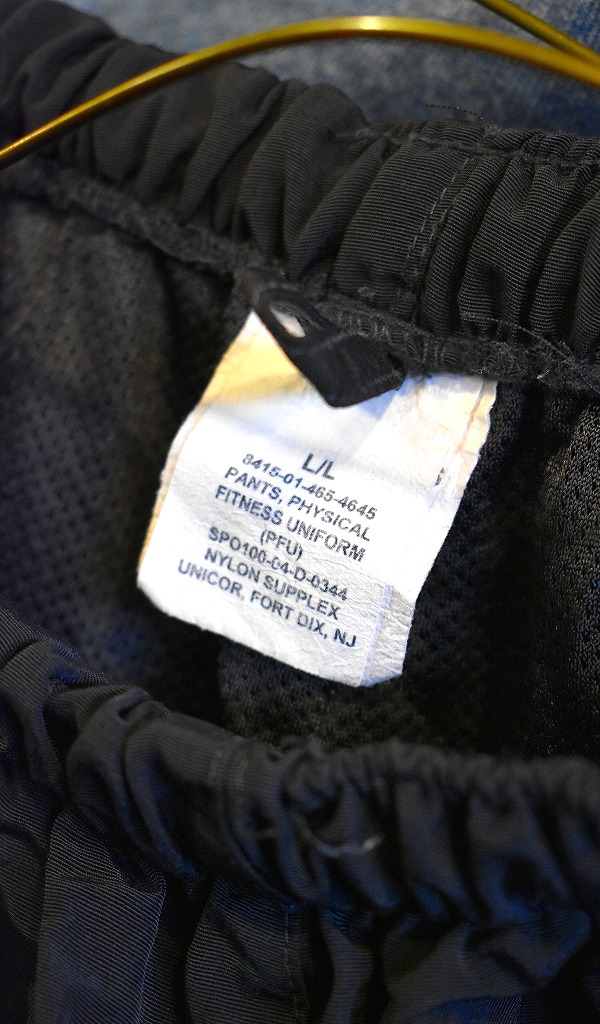 L/L
8415-01-465-4645
PANTS, PHYSICAL
FITNESS UNIFORM
(PFU)
SPO100-04-D-0344
NYLON SUPPLEX
UNICOR, FORT DIX, NJ